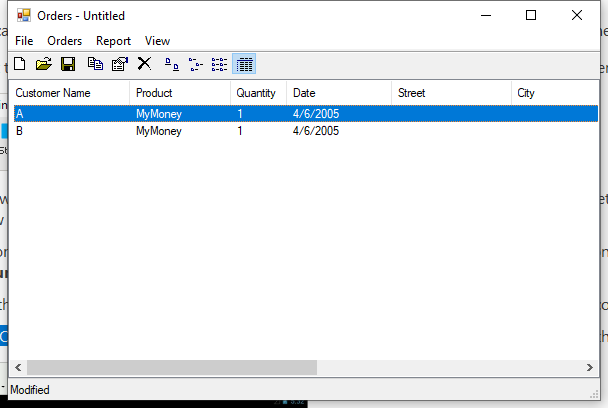 Orders - Untitled
File Orders Report View
Customer Name Product Quantity Date Street City
A MyMoney 1 4/6/2005
B MyMoney 1 4/6/2005
Modified